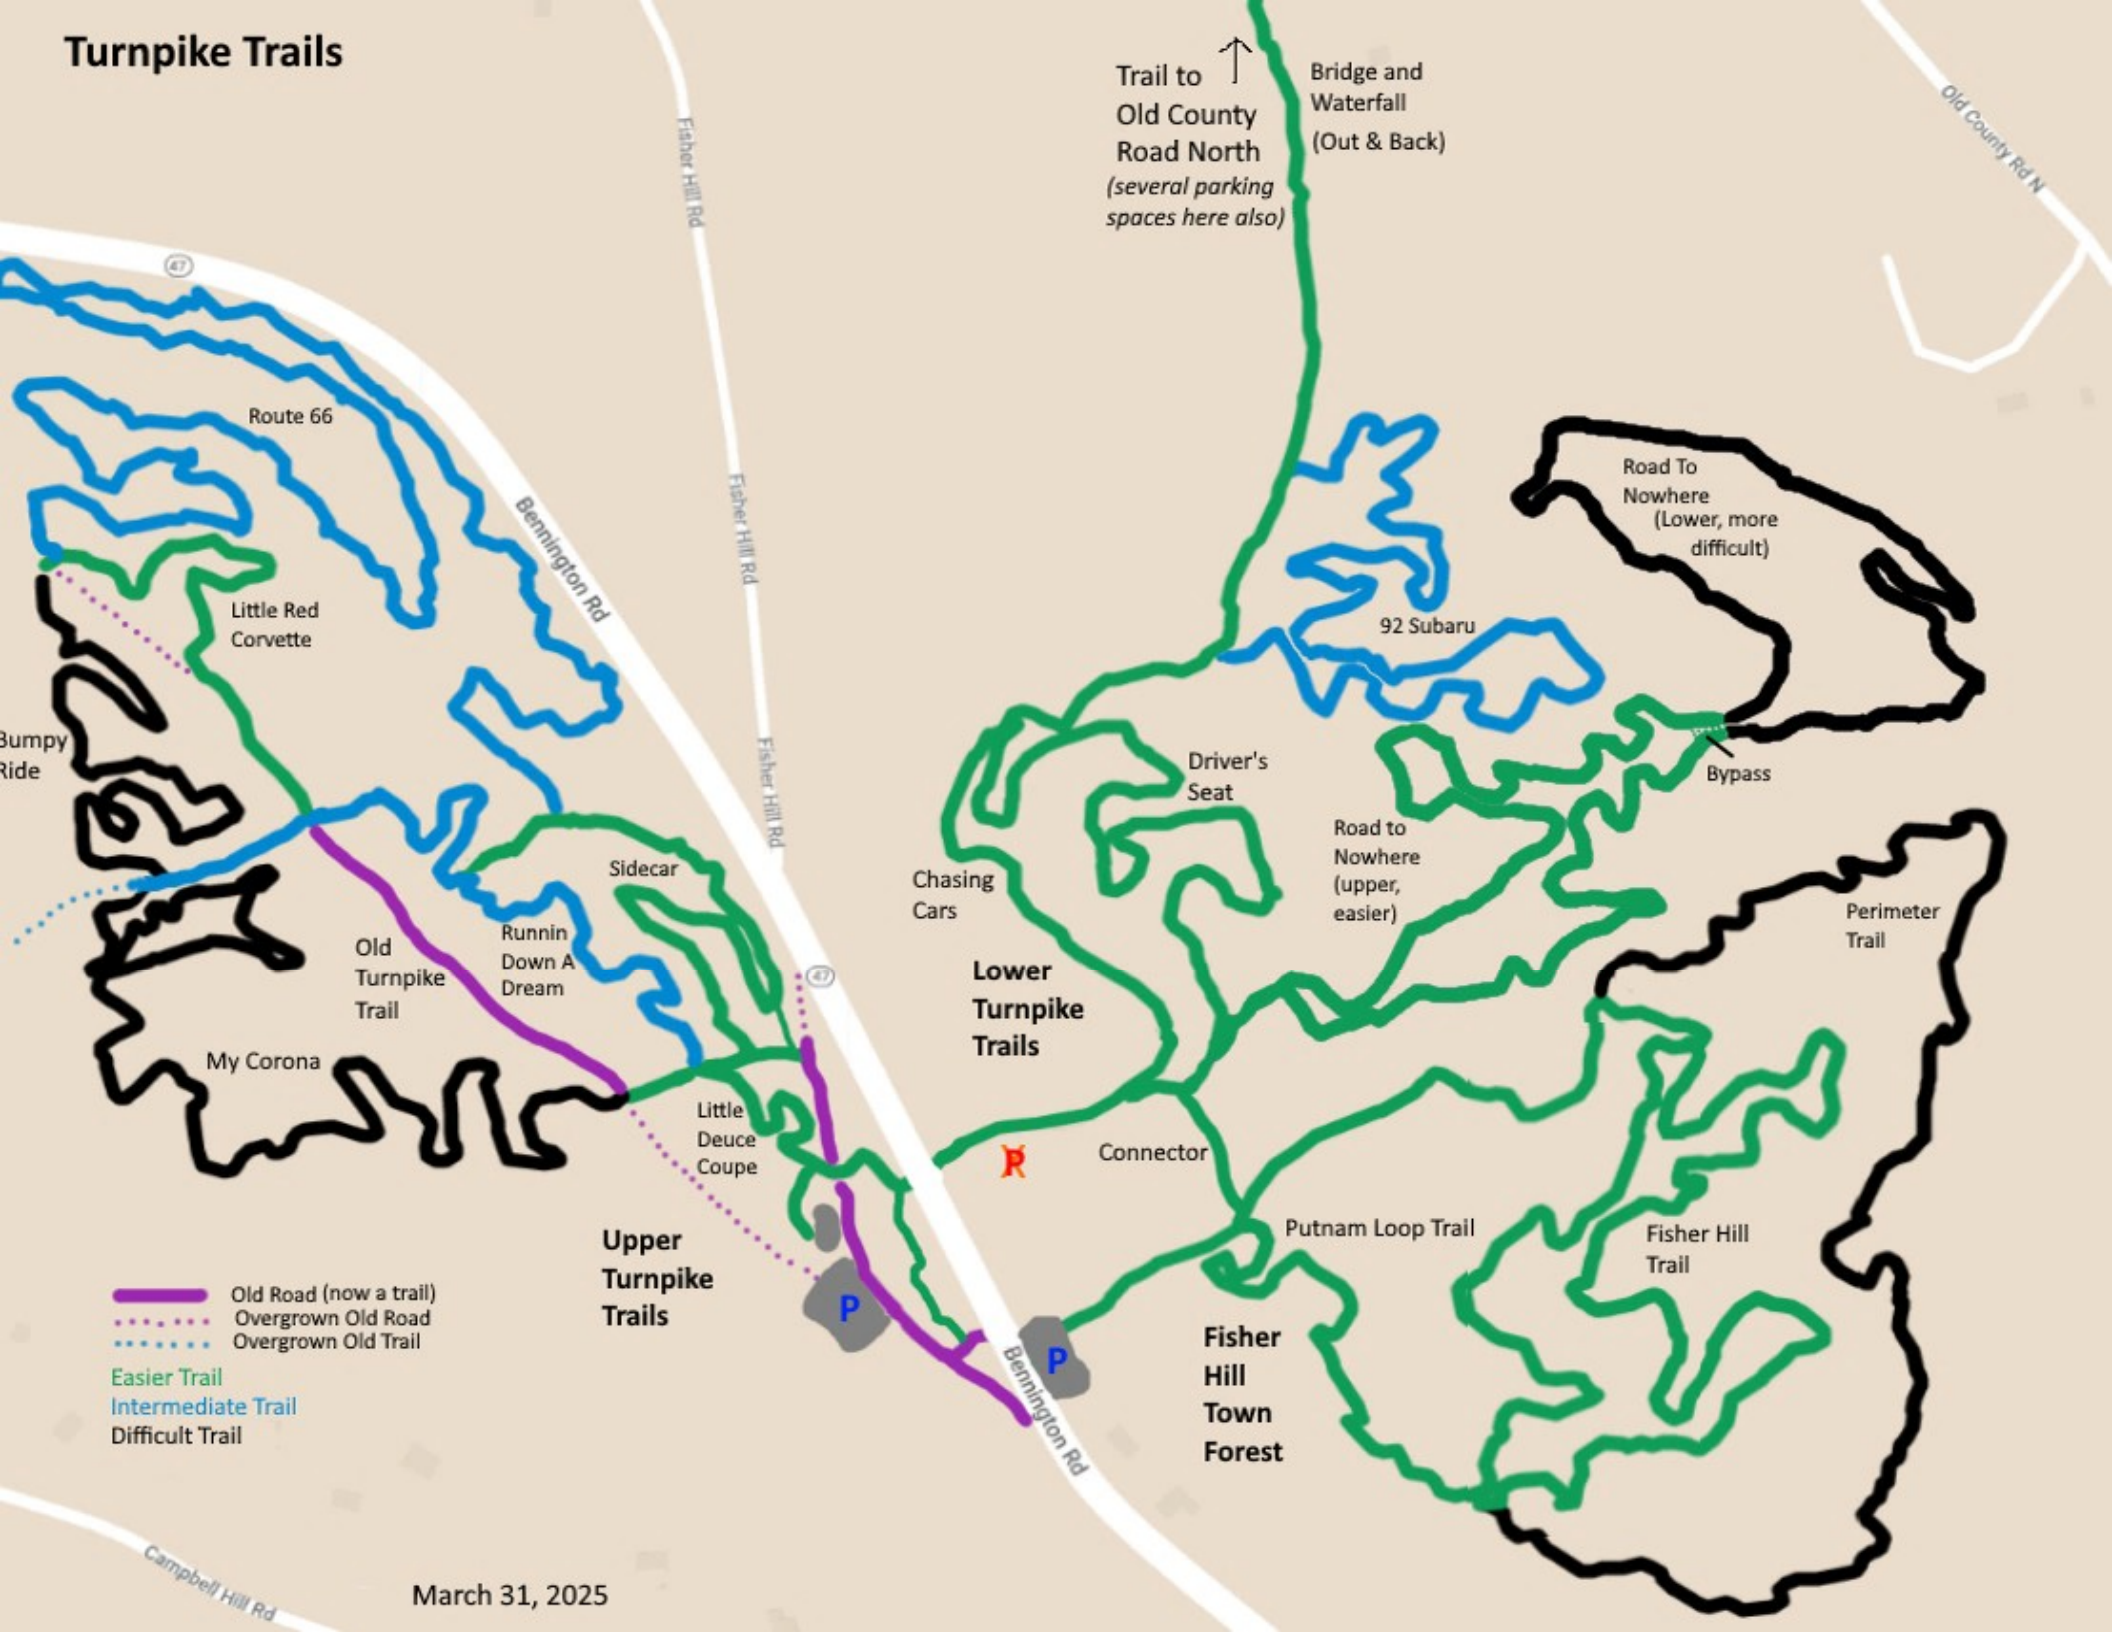 Turnpike Trails
Trail to
Old County
Road North
(several parking
spaces here also)
Bridge and
Waterfall
(Out & Back)
Old County Rd N
Fisher Hill Rd
47
Route 66
Bennington Rd
Fisher Hill Rd
Road To
Nowhere
(Lower, more
difficult)
Little Red
Corvette
92 Subaru
Bumpy
Ride
Fisher Hill Rd
Driver's
Seat
Bypass
Sidecar
Chasing
Cars
Road to
Nowhere
(upper,
easier)
Perimeter
Trail
Old
Turnpike
Trail
Runnin
Down A
Dream
47
Lower
Turnpike
Trails
My Corona
Little
Deuce
Coupe
P
Connector
Upper
Turnpike
Trails
Putnam Loop Trail
Fisher Hill
Trail
Old Road (now a trail)
Overgrown Old Road
Overgrown Old Trail
Easier Trail
Intermediate Trail
Difficult Trail
P
P
Fisher
Hill
Town
Forest
Bennington Rd
Campbell Hill Rd
March 31, 2025